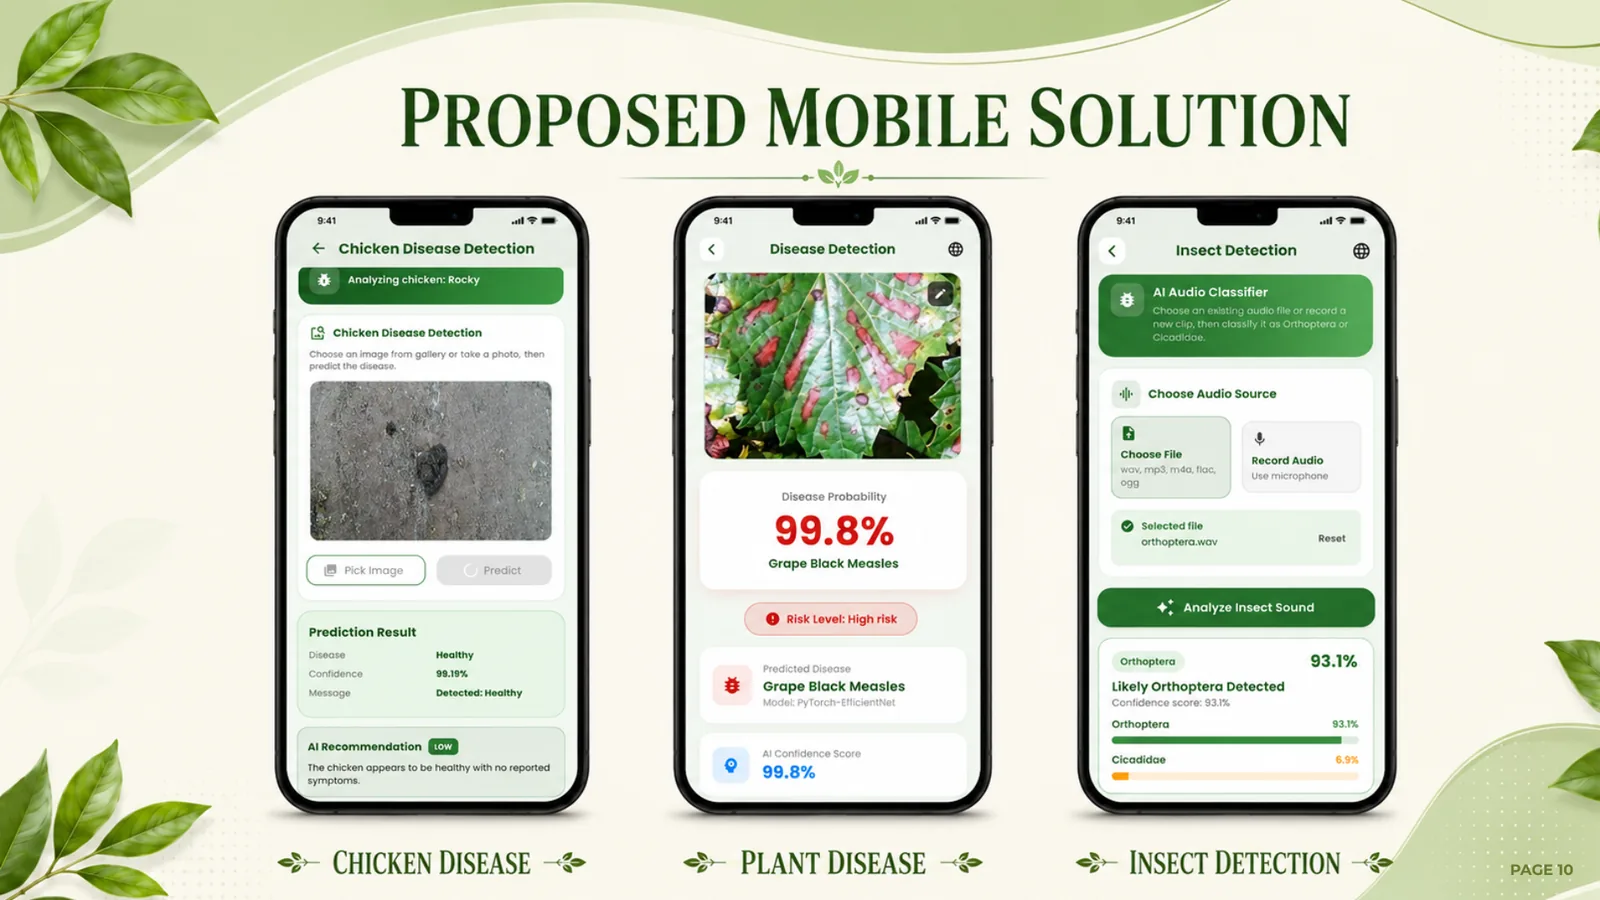 PROPOSED MOBILE SOLUTION
9:41
Chicken Disease Detection
Analyzing chicken: Rocky
Chicken Disease Detection
Choose an image from gallery or take a photo, then
predict the disease.
Pick Image
Predict
Prediction Result
Disease Healthy
Confidence 99.19%
Message Detected: Healthy
AI Recommendation LOW
The chicken appears to be healthy with no reported
symptoms.
CHICKEN DISEASE
9:41
Disease Detection
Disease Probability
99.8%
Grape Black Measles
Risk Level: High risk
Predicted Disease
Grape Black Measles
Model: PyTorch-EfficientNet
AI Confidence Score
99.8%
PLANT DISEASE
9:41
Insect Detection
AI Audio Classifier
Choose an existing audio file or record a
new clip, then classify it as Orthoptera or
Cicadidae.
Choose Audio Source
Choose File
wav, mp3, m4a, flac,
ogg
Record Audio
Use microphone
Selected file
orthoptera.wav
Reset
Analyze Insect Sound
Orthoptera 93.1%
Likely Orthoptera Detected
Confidence score: 93.1%
Orthoptera 93.1%
Cicadidae 6.9%
INSECT DETECTION
PAGE 10